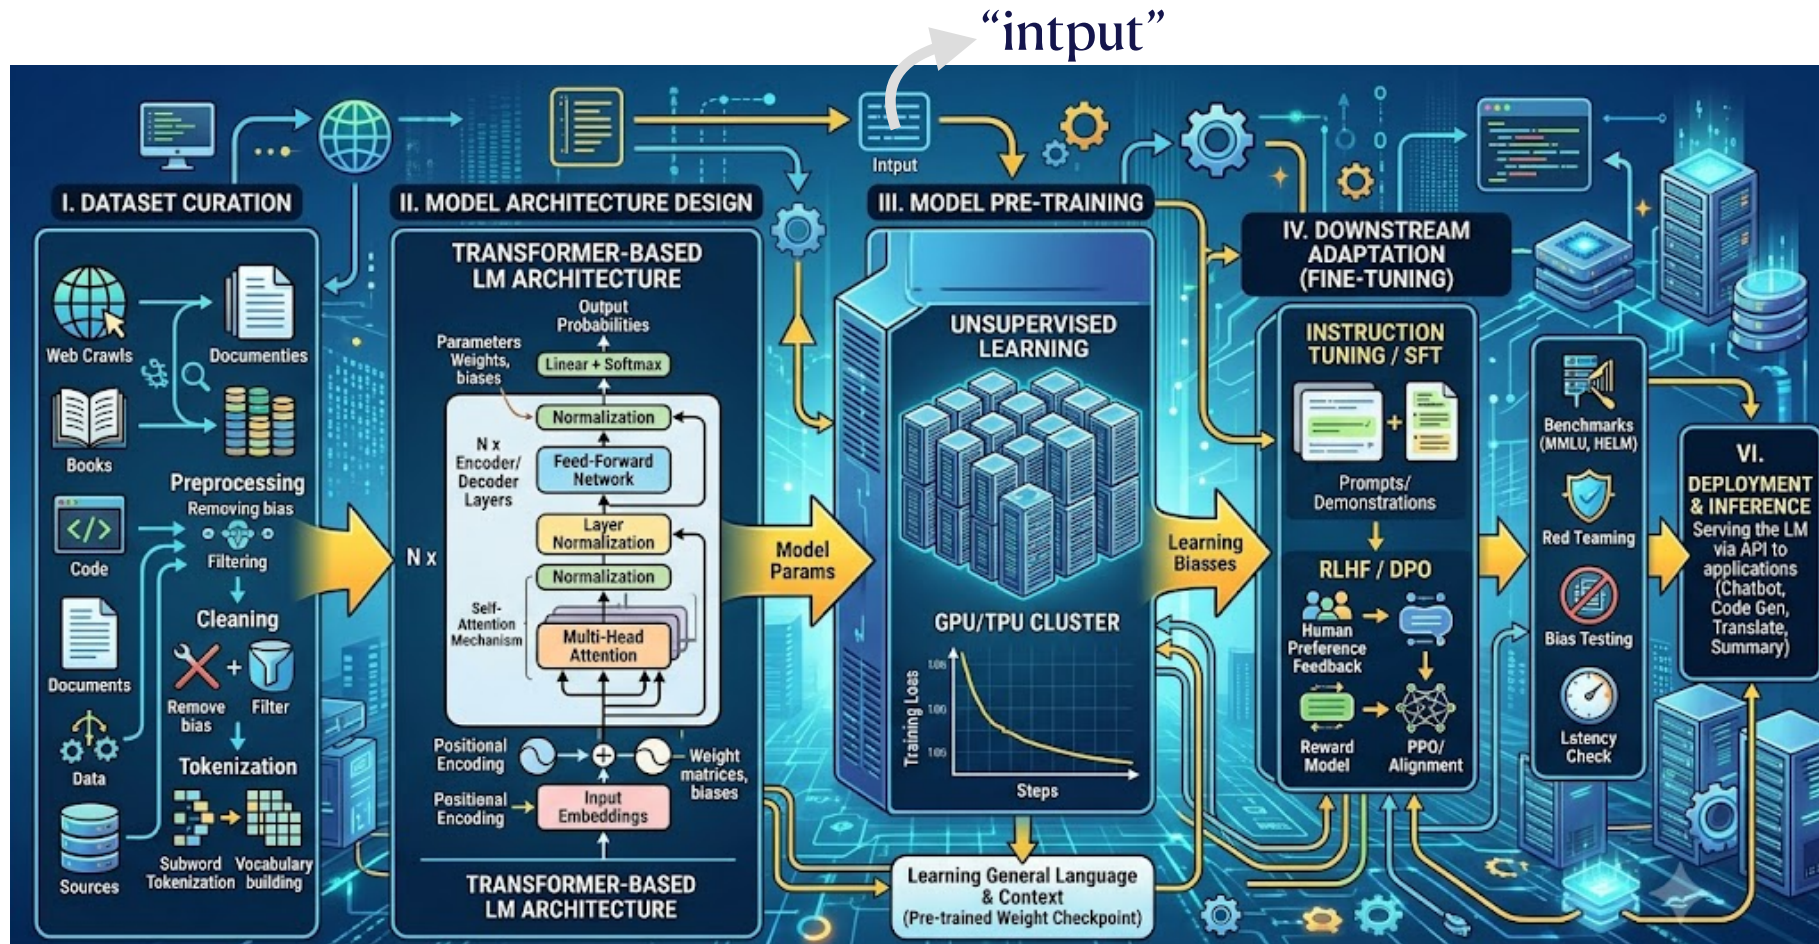 “intput”
Intput
I. DATASET CURATION
Web Crawls
Documenties
Books
Preprocessing
Removing bias
Code
Filtering
Cleaning
Documents
Remove
bias
Filter
Data
Tokenization
Sources
Subword
Tokenization
Vocabulary
building
II. MODEL ARCHITECTURE DESIGN
TRANSFORMER-BASED
LM ARCHITECTURE
Output
Probabilities
Parameters
Weights,
biases
Linear + Softmax
Normalization
N x
Encoder/
Decoder
Layers
Feed-Forward
Network
Layer
Normalization
N x
Normalization
Self-
Attention
Mechanism
Multi-Head
Attention
Positional
Encoding
+
Weight
matrices,
biases
Positional
Encoding
Input
Embeddings
TRANSFORMER-BASED
LM ARCHITECTURE
Model
Params
III. MODEL PRE-TRAINING
UNSUPERVISED
LEARNING
GPU/TPU CLUSTER
Training Loas
Steps
Learning General Language
& Context
(Pre-trained Weight Checkpoint)
Learning
Biasses
IV. DOWNSTREAM
ADAPTATION
(FINE-TUNING)
INSTRUCTION
TUNING / SFT
+
Prompts/
Demonstrations
RLHF / DPO
Human
Preference
Feedback
Reward
Model
PPO/
Alignment
Benchmarks
(MMLU, HELM)
Red Teaming
Bias Testing
Lstency
Check
VI.
DEPLOYMENT
& INFERENCE
Serving the LM
via API to
applications
(Chatbot,
Code Gen,
Translate,
Summary)